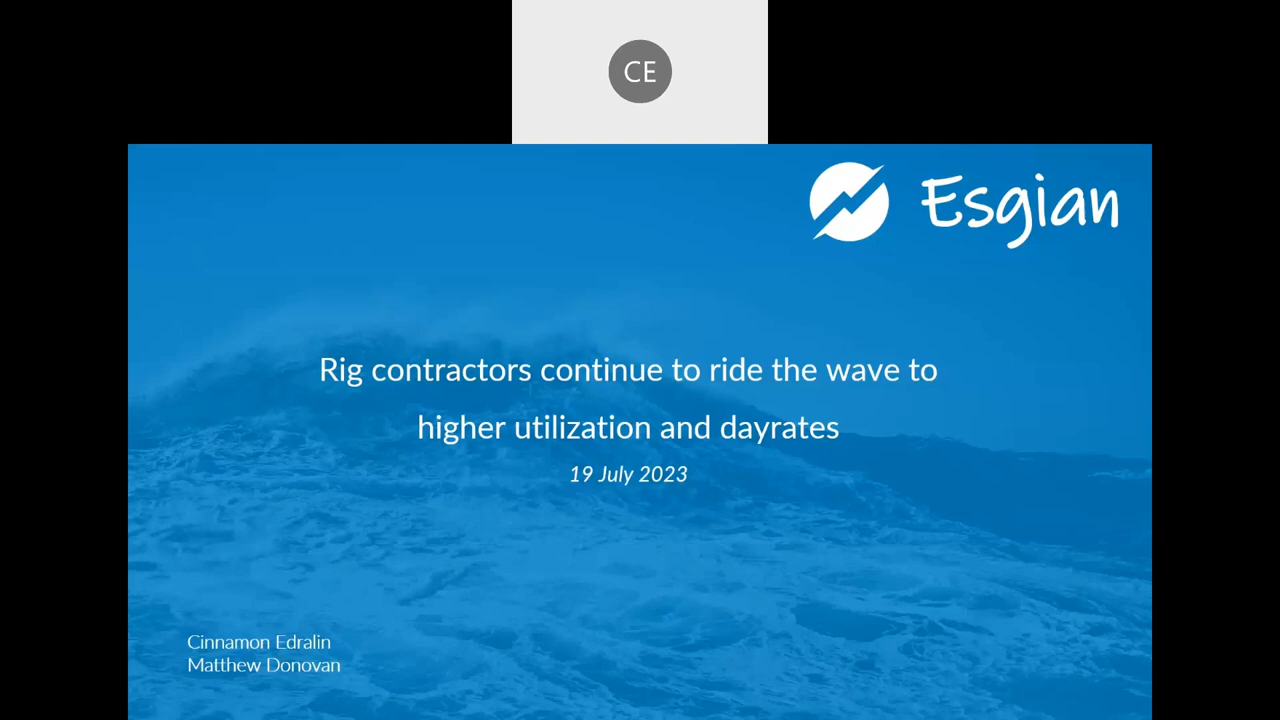 CE
Esgian
Rig contractors continue to ride the wave to
higher utilization and dayrates
19 July 2023
Cinnamon Edralin
Matthew Donovan